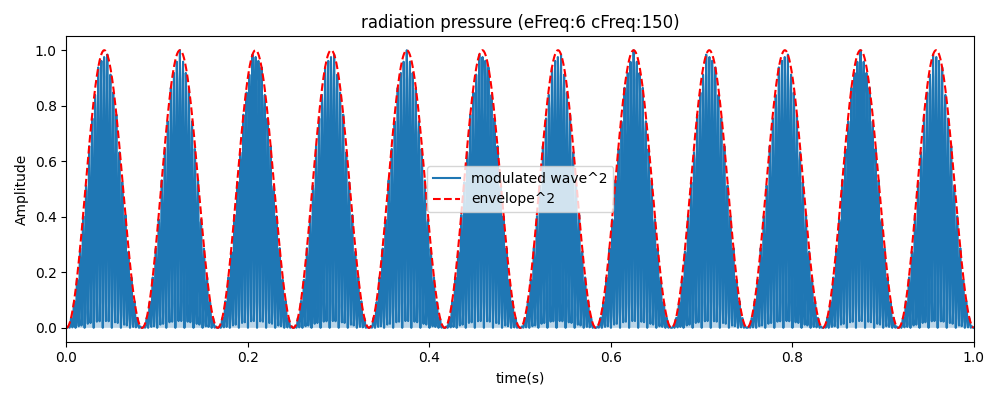 radiation pressure (eFreq:6 cFreq:150)
Amplitude
1.0
0.8
0.6
0.4
0.2
0.0
modulated wave^2
envelope^2
0.0 0.2 0.4 0.6 0.8 1.0
time(s)